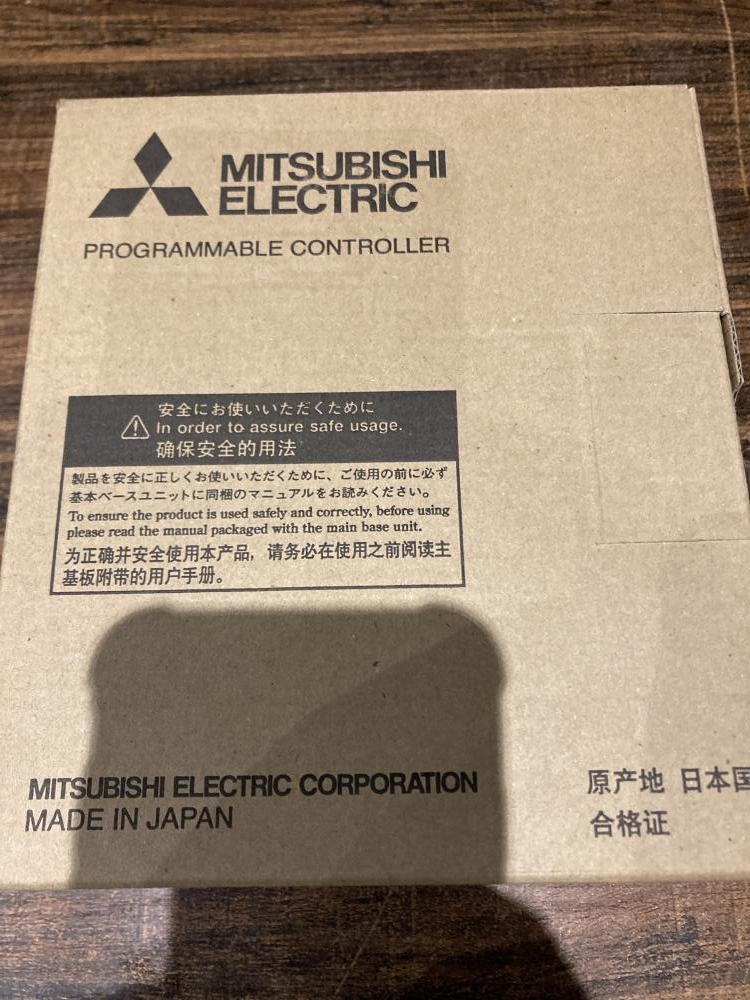 MITSUBISHI
ELECTRIC
PROGRAMMABLE CONTROLLER
安全にお使いいただくために
In order to assure safe usage.
确保安全的用法
製品を安全に正しくお使いいただくために、ご使用の前に必ず
基本ベースユニットに同梱のマニュアルをお読みください。
To ensure the product is used safely and correctly, before using
please read the manual packaged with the main base unit.
为正确并安全使用本产品，请务必在使用之前阅读主
基板附带的用户手册。
MITSUBISHI ELECTRIC CORPORATION
MADE IN JAPAN
原产地 日本国
合格证